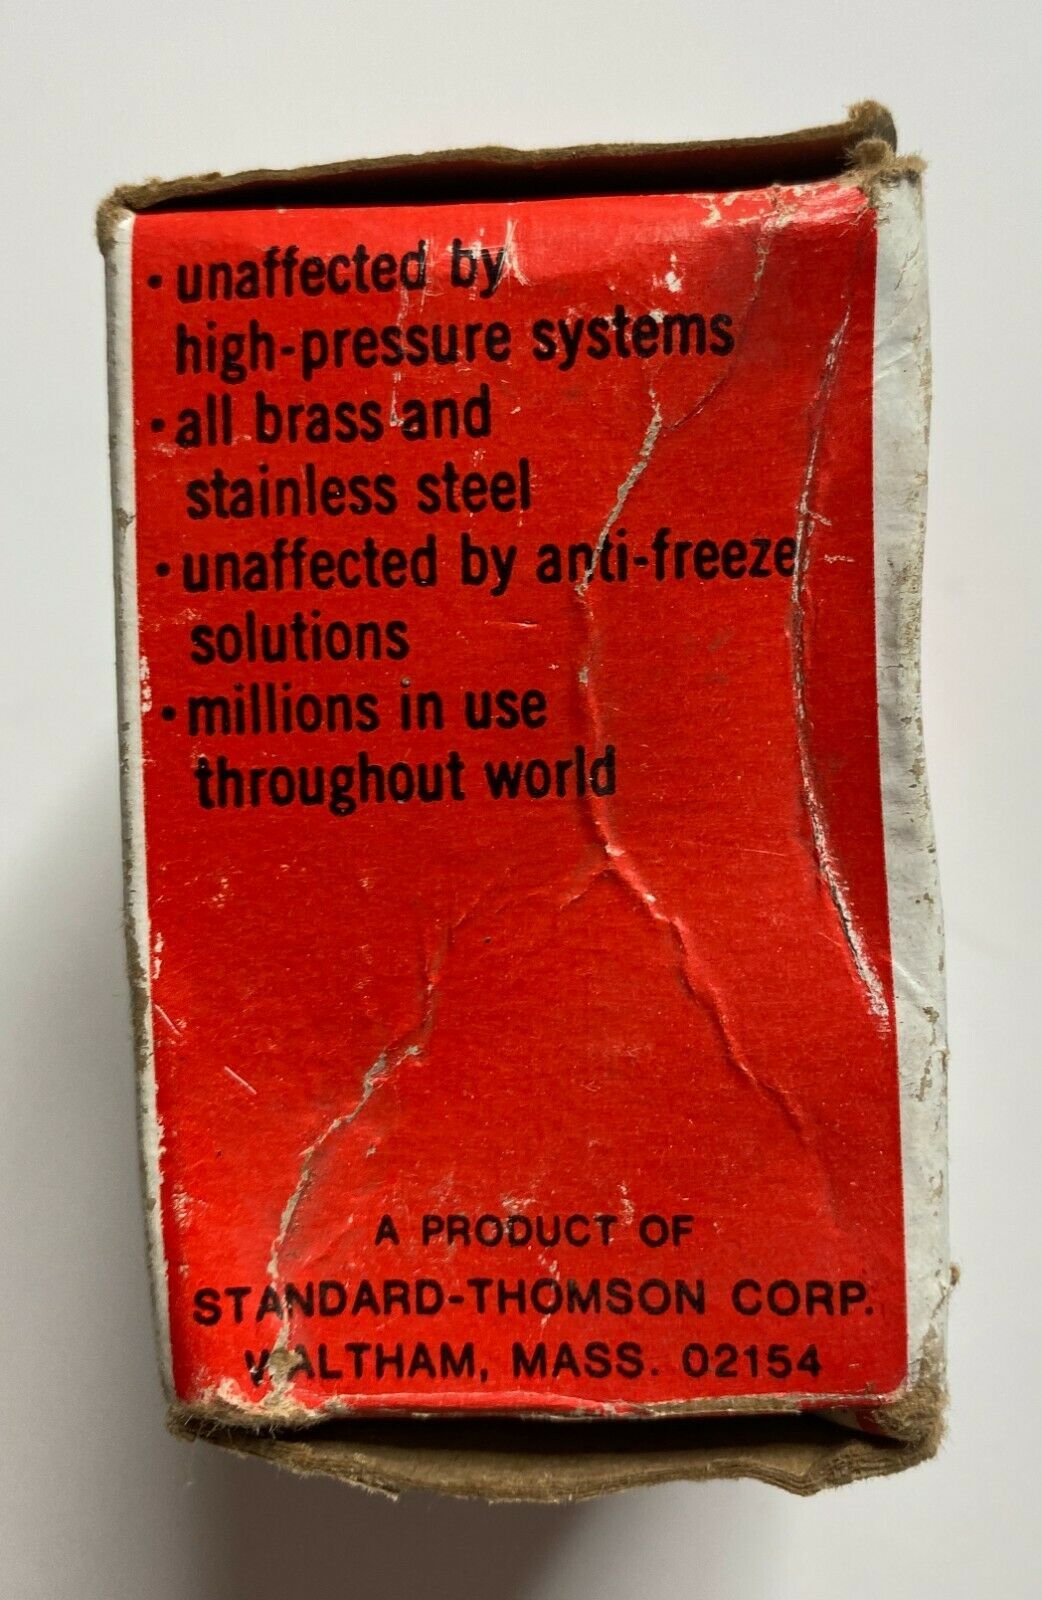 • unaffected by
high-pressure systems
• all brass and
stainless steel
• unaffected by anti-freeze
solutions
• millions in use
throughout world
A PRODUCT OF
STANDARD-THOMSON CORP.
WALTHAM, MASS. 02154